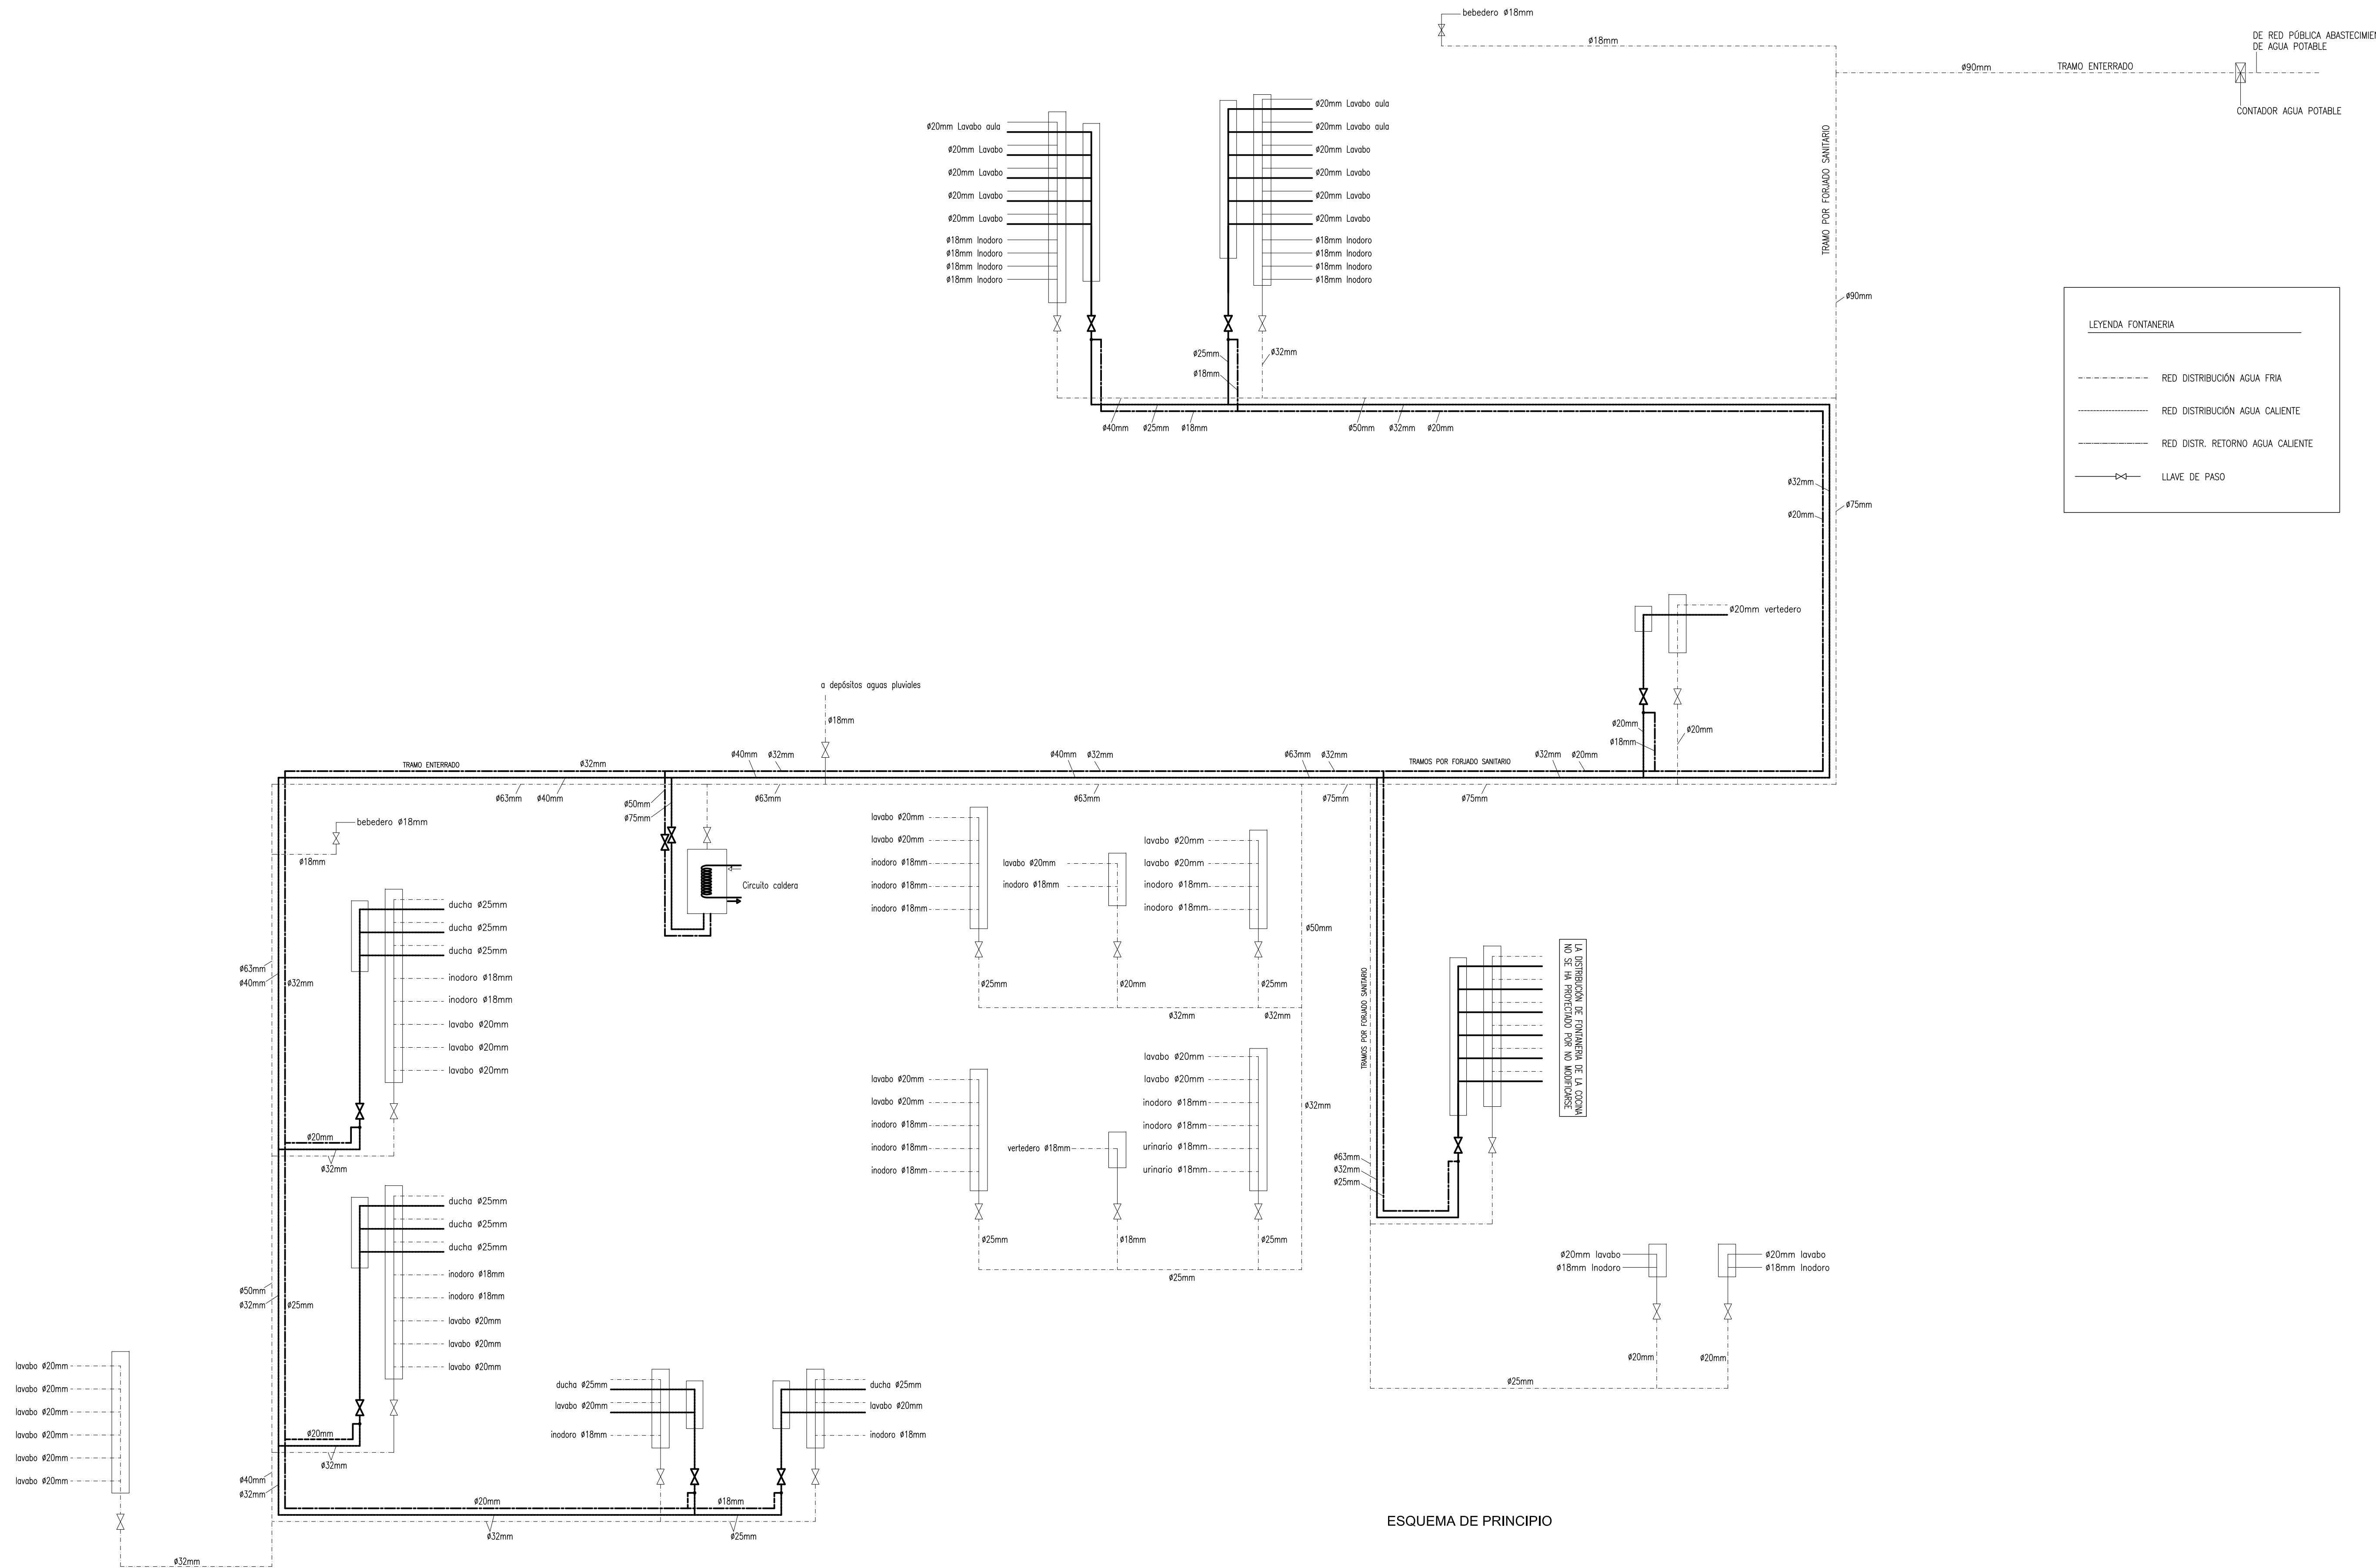 bebedero ø18mm
ø18mm
DE RED PÚBLICA ABASTECIMIE
DE AGUA POTABLE
ø90mm
TRAMO ENTERRADO
CONTADOR AGUA POTABLE
TRAMO POR FORJADO SANITARIO
ø90mm
ø20mm Lavabo aula
ø20mm Lavabo
ø20mm Lavabo
ø20mm Lavabo
ø20mm Lavabo
ø18mm Inodoro
ø18mm Inodoro
ø18mm Inodoro
ø18mm Inodoro
ø20mm Lavabo aula
ø20mm Lavabo aula
ø20mm Lavabo
ø20mm Lavabo
ø20mm Lavabo
ø20mm Lavabo
ø18mm Inodoro
ø18mm Inodoro
ø18mm Inodoro
ø18mm Inodoro
ø25mm
ø32mm
ø18mm
ø40mm
ø25mm
ø18mm
ø50mm
ø32mm
ø20mm
LEYENDA FONTANERIA
RED DISTRIBUCIÓN AGUA FRIA
RED DISTRIBUCIÓN AGUA CALIENTE
RED DISTR. RETORNO AGUA CALIENTE
LLAVE DE PASO
ø32mm
ø75mm
ø20mm
ø20mm vertedero
ø20mm
ø20mm
ø18mm
a depósitos aguas pluviales
ø18mm
TRAMO ENTERRADO
ø32mm
ø40mm
ø32mm
ø40mm
ø32mm
ø63mm
ø32mm
TRAMOS POR FORJADO SANITARIO
ø32mm
ø20mm
ø63mm
ø40mm
ø50mm
ø75mm
ø63mm
ø63mm
ø75mm
ø75mm
bebedero ø18mm
ø18mm
Circuito caldera
ducha ø25mm
ducha ø25mm
ducha ø25mm
inodoro ø18mm
inodoro ø18mm
lavabo ø20mm
lavabo ø20mm
lavabo ø20mm
ø63mm
ø40mm
ø32mm
ø20mm
ø32mm
lavabo ø20mm
lavabo ø20mm
inodoro ø18mm
inodoro ø18mm
inodoro ø18mm
lavabo ø20mm
inodoro ø18mm
lavabo ø20mm
lavabo ø20mm
inodoro ø18mm
inodoro ø18mm
ø50mm
ø25mm
ø20mm
ø25mm
ø32mm
ø32mm
lavabo ø20mm
lavabo ø20mm
inodoro ø18mm
inodoro ø18mm
inodoro ø18mm
vertedero ø18mm
lavabo ø20mm
lavabo ø20mm
inodoro ø18mm
inodoro ø18mm
urinario ø18mm
urinario ø18mm
ø32mm
ø25mm
ø18mm
ø25mm
ø25mm
TRAMOS POR FORJADO SANITARIO
LA DISTRIBUCIÓN DE FONTANERIA DE LA COCINA
NO SE HA PROYECTADO POR NO MODIFICARSE
ø63mm
ø32mm
ø25mm
ø20mm lavabo
ø18mm Inodoro
ø20mm lavabo
ø18mm Inodoro
ø20mm
ø20mm
ø25mm
ducha ø25mm
ducha ø25mm
ducha ø25mm
inodoro ø18mm
inodoro ø18mm
lavabo ø20mm
lavabo ø20mm
lavabo ø20mm
ø50mm
ø32mm
ø25mm
ø20mm
ø32mm
lavabo ø20mm
lavabo ø20mm
lavabo ø20mm
lavabo ø20mm
lavabo ø20mm
lavabo ø20mm
ø40mm
ø32mm
ducha ø25mm
lavabo ø20mm
inodoro ø18mm
ducha ø25mm
lavabo ø20mm
inodoro ø18mm
ø20mm
ø18mm
ø32mm
ø25mm
ø32mm
ESQUEMA DE PRINCIPIO